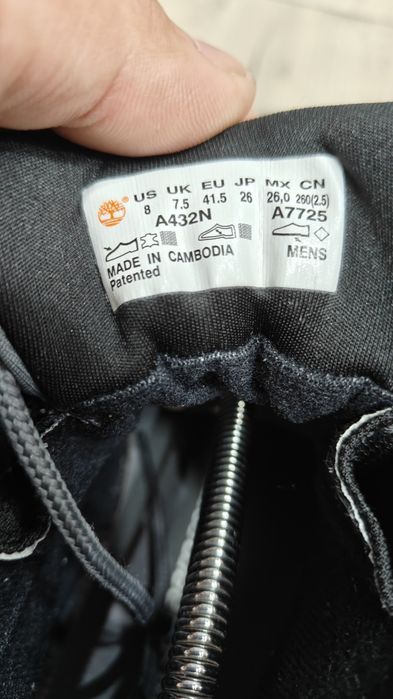 US UK EU JP MX CN
8 7.5 41.5 26 26,0 260(2.5)
A432N A7725
MADE IN CAMBODIA MENS
Patented